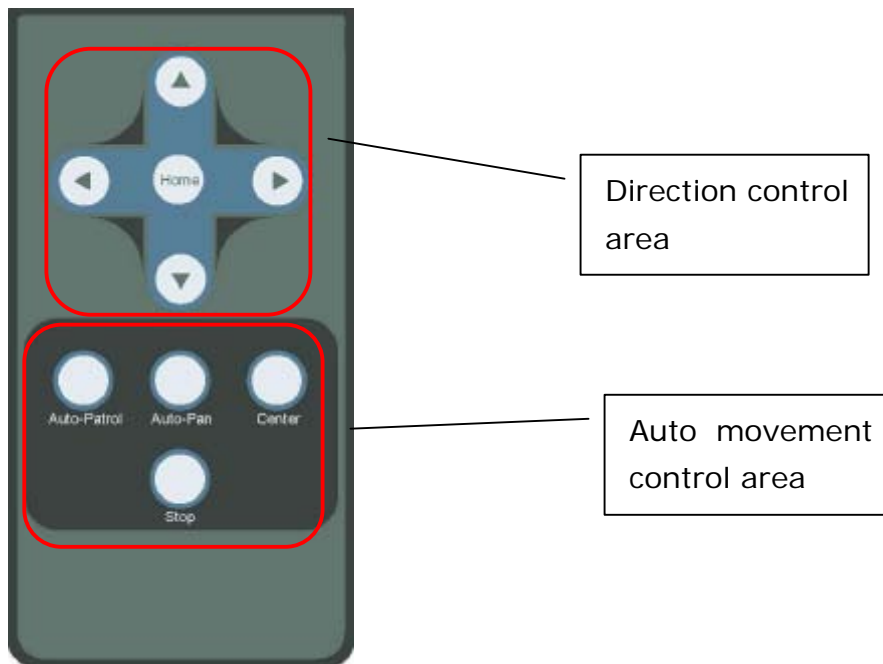 Home
Direction control
area
Auto-Patrol Auto-Pan Center
Stop
Auto movement
control area